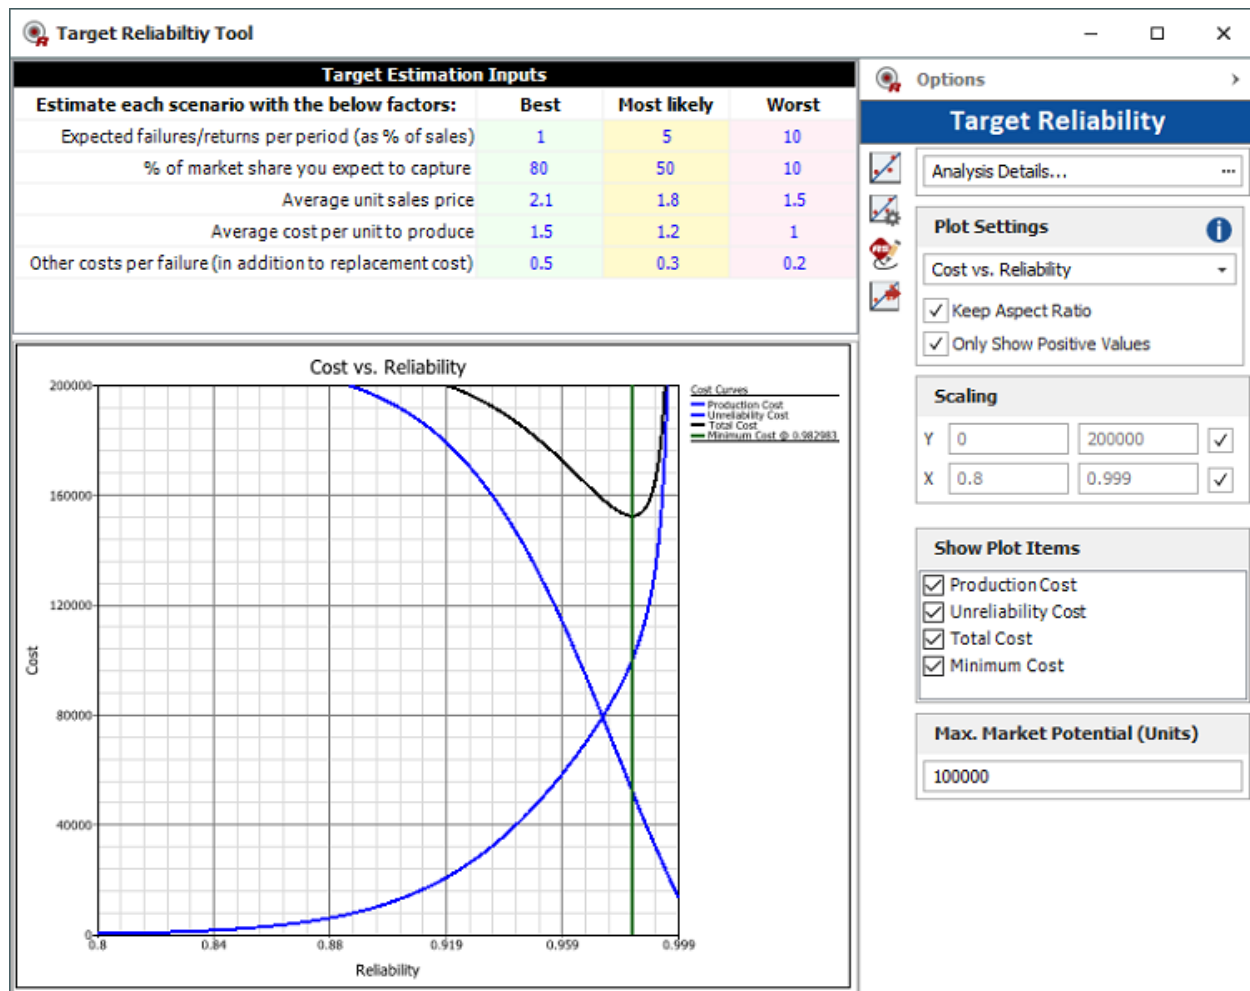 Target Reliabiltiy Tool
Target Estimation Inputs
Estimate each scenario with the below factors: Best Most likely Worst
Expected failures/returns per period (as % of sales) 1 5 10
% of market share you expect to capture 80 50 10
Average unit sales price 2.1 1.8 1.5
Average cost per unit to produce 1.5 1.2 1
Other costs per failure (in addition to replacement cost) 0.5 0.3 0.2
Cost vs. Reliability
200000
160000
120000
80000
40000
0
Cost
0.8 0.84 0.88 0.919 0.959 0.999
Reliability
Cost Curves
Production Cost
Unreliability Cost
Total Cost
Minimum Cost @ 0.982983
Options
Target Reliability
Analysis Details... ...
Plot Settings i
Cost vs. Reliability
Keep Aspect Ratio
Only Show Positive Values
Scaling
Y 0 200000
X 0.8 0.999
Show Plot Items
Production Cost
Unreliability Cost
Total Cost
Minimum Cost
Max. Market Potential (Units)
100000